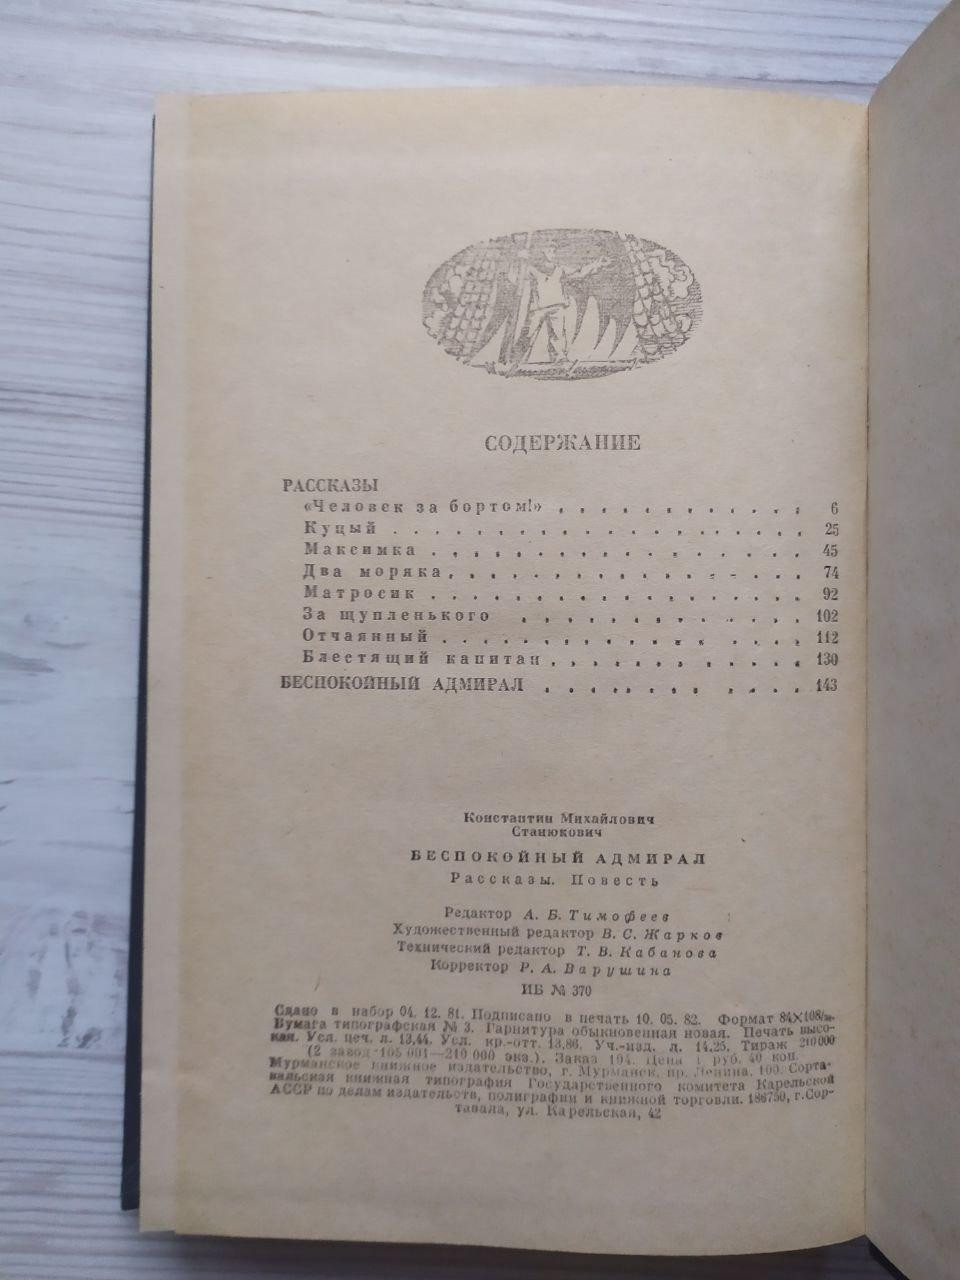 СОДЕРЖАНИЕ
РАССКАЗЫ
«Человек за бортом!» . . . . . . . . . . . . . 6
Куцый . . . . . . . . . . . . . . . . . . . . . 25
Максимка . . . . . . . . . . . . . . . . . . . 45
Два моряка . . . . . . . . . . . . . . . . . . 74
Матросик . . . . . . . . . . . . . . . . . . . 92
За щупленького . . . . . . . . . . . . . . . 102
Отчаянный . . . . . . . . . . . . . . . . . . 112
Блестящий капитан . . . . . . . . . . . . . 130
БЕСПОКОЙНЫЙ АДМИРАЛ . . . . . . . . . . . . 143
Константин Михайлович
Станюкович
БЕСПОКОЙНЫЙ АДМИРАЛ
Рассказы. Повесть
Редактор А. Б. Тимофеев
Художественный редактор В. С. Жарков
Технический редактор Т. В. Кабанова
Корректор Р. А. Варушина
ИБ № 370
Сдано в набор 04. 12. 81. Подписано в печать 10. 05. 82. Формат 84×108/
Бумага типографская № 3. Гарнитура обыкновенная новая. Печать высо-
кая. Усл. печ. л. 13,44. Усл. кр.-отт. 13,86. Уч.-изд. л. 14,25. Тираж 210 000
(2 завод 105 001—210 000 экз.). Заказ 194. Цена 1 руб. 40 коп.
Мурманское книжное издательство, г. Мурманск, пр. Ленина, 100. Сорта-
вальская книжная типография Государственного комитета Карельской
АССР по делам издательств, полиграфии и книжной торговли. 186750, г. Сор-
тавала, ул. Карельская, 42